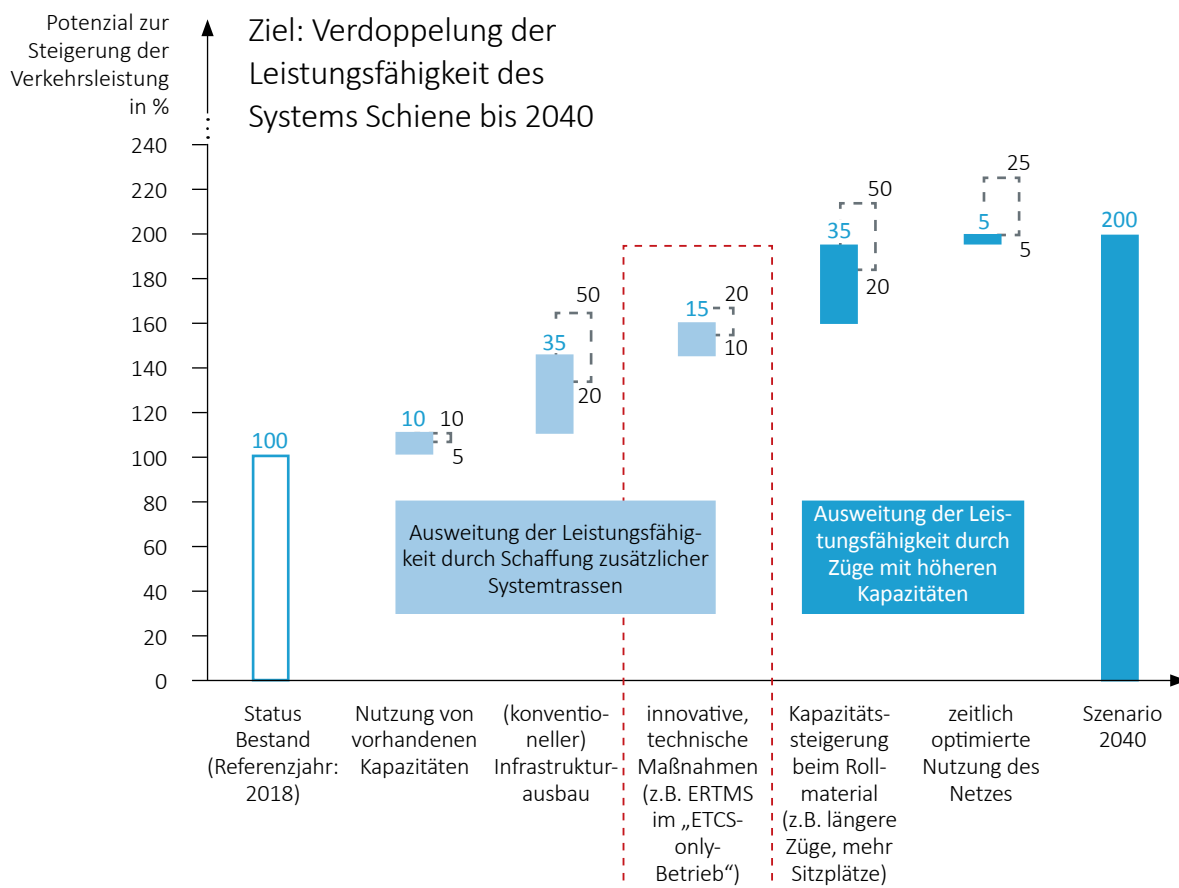 Potenzial zur
Steigerung der
Verkehrsleistung
in %
Ziel: Verdoppelung der
Leistungsfähigkeit des
Systems Schiene bis 2040
240
220
200
180
160
140
120
100
80
60
40
20
0
100
10
10
5
35
50
20
15
20
10
35
50
20
5
25
5
200
Ausweitung der Leistungsfähig-
keit durch Schaffung zusätzlicher
Systemtrassen
Ausweitung der Leis-
tungsfähigkeit durch
Züge mit höheren
Kapazitäten
Status
Bestand
(Referenzjahr:
2018)
Nutzung von
vorhandenen
Kapazitäten
(konventio-
neller)
Infrastruktur-
ausbau
innovative,
technische
Maßnahmen
(z.B. ERTMS
im „ETCS-
only-
Betrieb“)
Kapazitäts-
steigerung
beim Roll-
material
(z.B. längere
Züge, mehr
Sitzplätze)
zeitlich
optimierte
Nutzung des
Netzes
Szenario
2040